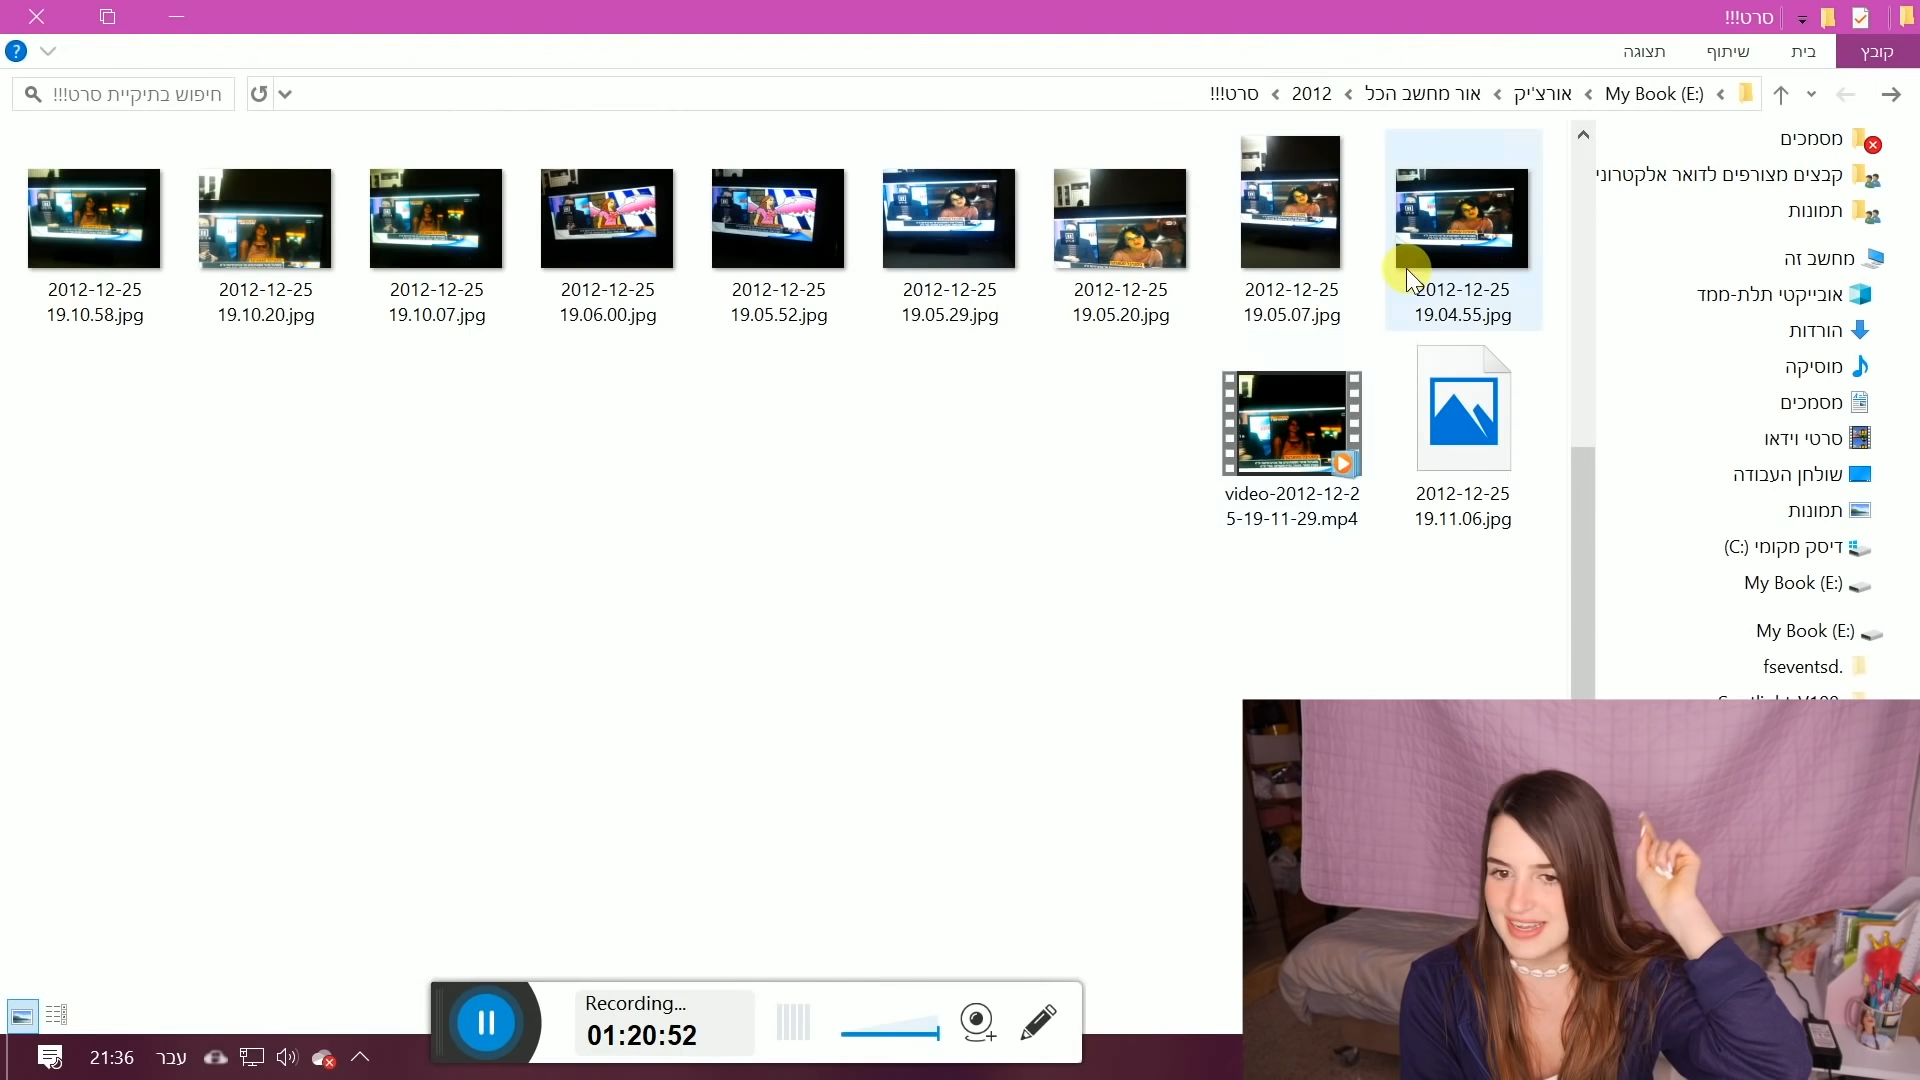 סרט!!!
קובץ
בית
שיתוף
תצוגה
My Book (E:)
אורצ'יק
אור מחשב הכל
2012
סרט!!!
חיפוש בתיקיית סרט!!!
2012-12-25
19.04.55.jpg
2012-12-25
19.05.07.jpg
2012-12-25
19.05.20.jpg
2012-12-25
19.05.29.jpg
2012-12-25
19.05.52.jpg
2012-12-25
19.06.00.jpg
2012-12-25
19.10.07.jpg
2012-12-25
19.10.20.jpg
2012-12-25
19.10.58.jpg
2012-12-25
19.11.06.jpg
video-2012-12-2
5-19-11-29.mp4
מסמכים
קבצים מצורפים לדואר אלקטרוני
תמונות
מחשב זה
אובייקטי תלת-ממד
הורדות
מוסיקה
מסמכים
סרטי וידאו
שולחן העבודה
תמונות
דיסק מקומי (C:)
My Book (E:)
My Book (E:)
.fseventsd
Recording...
01:20:52
עבר
21:36